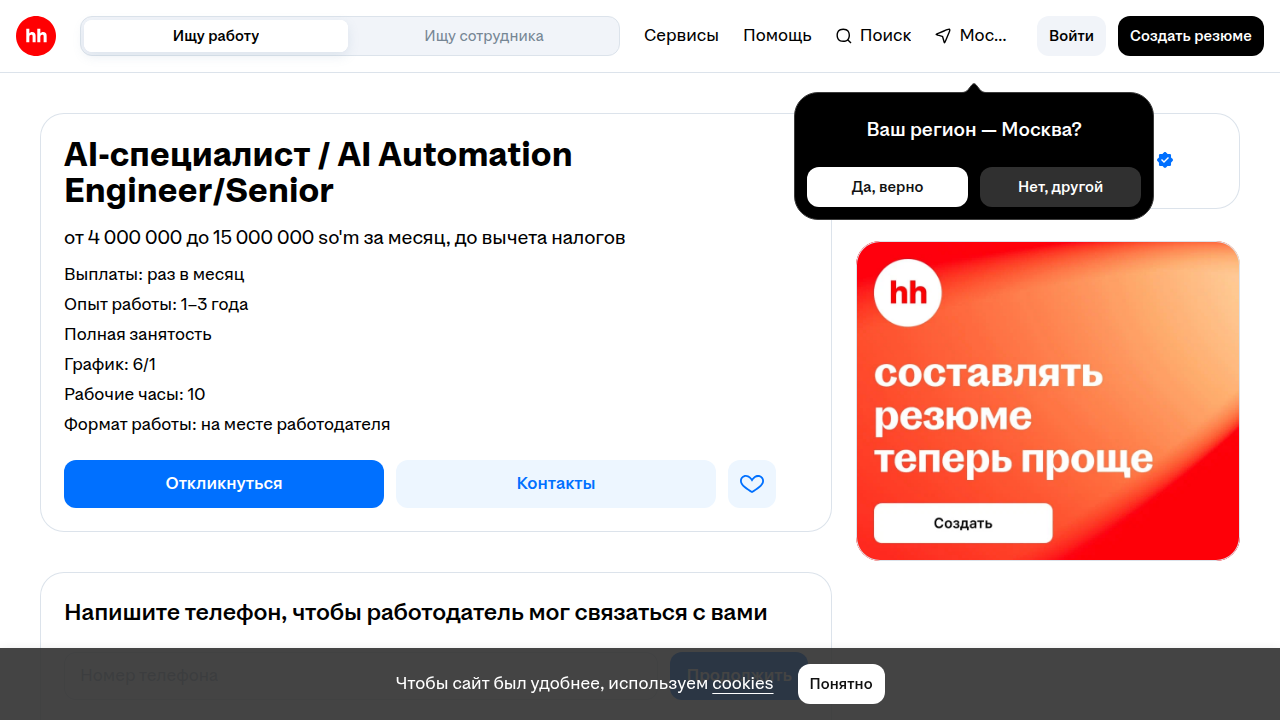 hh
Ищу работу
Ищу сотрудника
Сервисы
Помощь
Поиск
Мос...
Войти
Создать резюме
Ваш регион — Москва?
Да, верно
Нет, другой
AI-специалист / AI Automation
Engineer/Senior
от 4 000 000 до 15 000 000 so'm за месяц, до вычета налогов
Выплаты: раз в месяц
Опыт работы: 1–3 года
Полная занятость
График: 6/1
Рабочие часы: 10
Формат работы: на месте работодателя
Откликнуться
Контакты
hh
составлять
резюме
теперь проще
Создать
Напишите телефон, чтобы работодатель мог связаться с вами
Номер телефона
Продолжить
Чтобы сайт был удобнее, используем cookies
Понятно